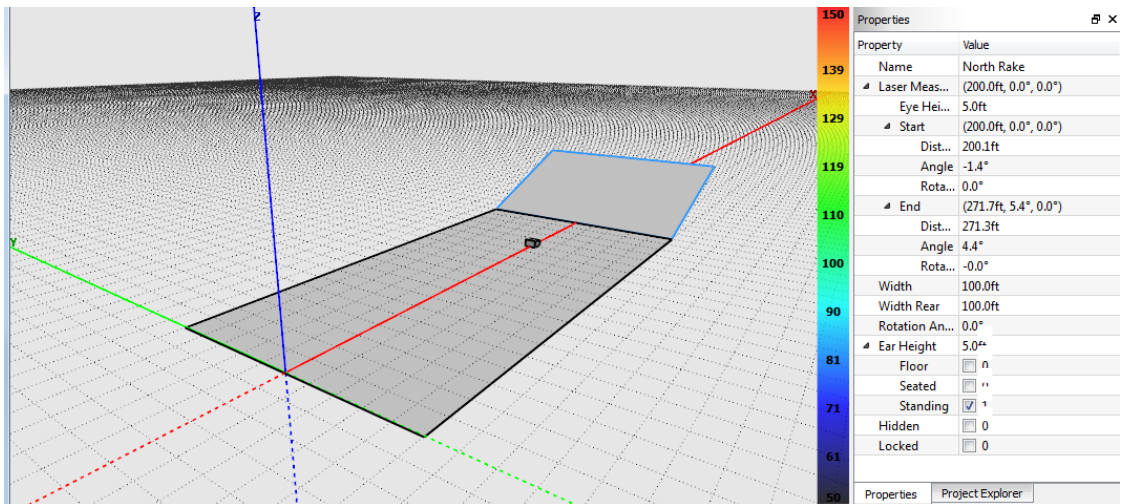 Z
X
Y
150
139
129
119
110
100
90
81
71
61
50
Properties
Property Value
Name North Rake
Laser Meas... (200.0ft, 0.0°, 0.0°)
Eye Hei... 5.0ft
Start (200.0ft, 0.0°, 0.0°)
Dist... 200.1ft
Angle -1.4°
Rota... 0.0°
End (271.7ft, 5.4°, 0.0°)
Dist... 271.3ft
Angle 4.4°
Rota... -0.0°
Width 100.0ft
Width Rear 100.0ft
Rotation An... 0.0°
Ear Height 5.0
Floor
Seated
Standing
Hidden 0
Locked 0
Properties Project Explorer